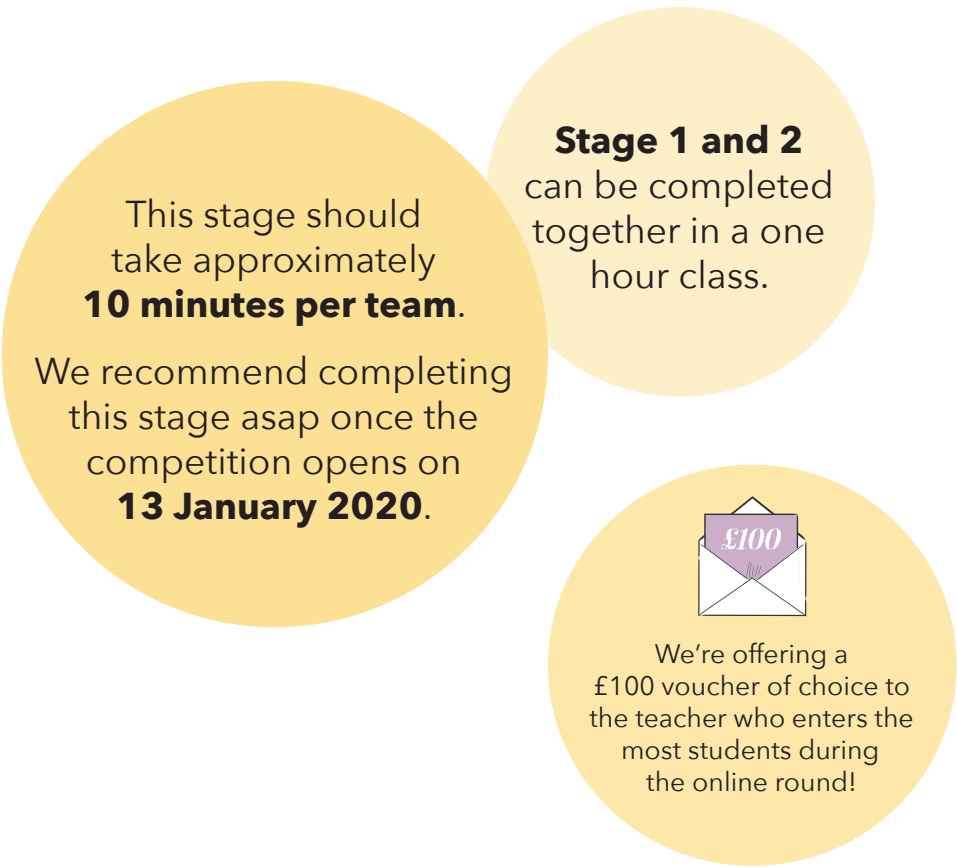 This stage should
take approximately
10 minutes per team.
We recommend completing
this stage asap once the
competition opens on
13 January 2020.
Stage 1 and 2
can be completed
together in a one
hour class.
£100
We’re offering a
£100 voucher of choice to
the teacher who enters the
most students during
the online round!